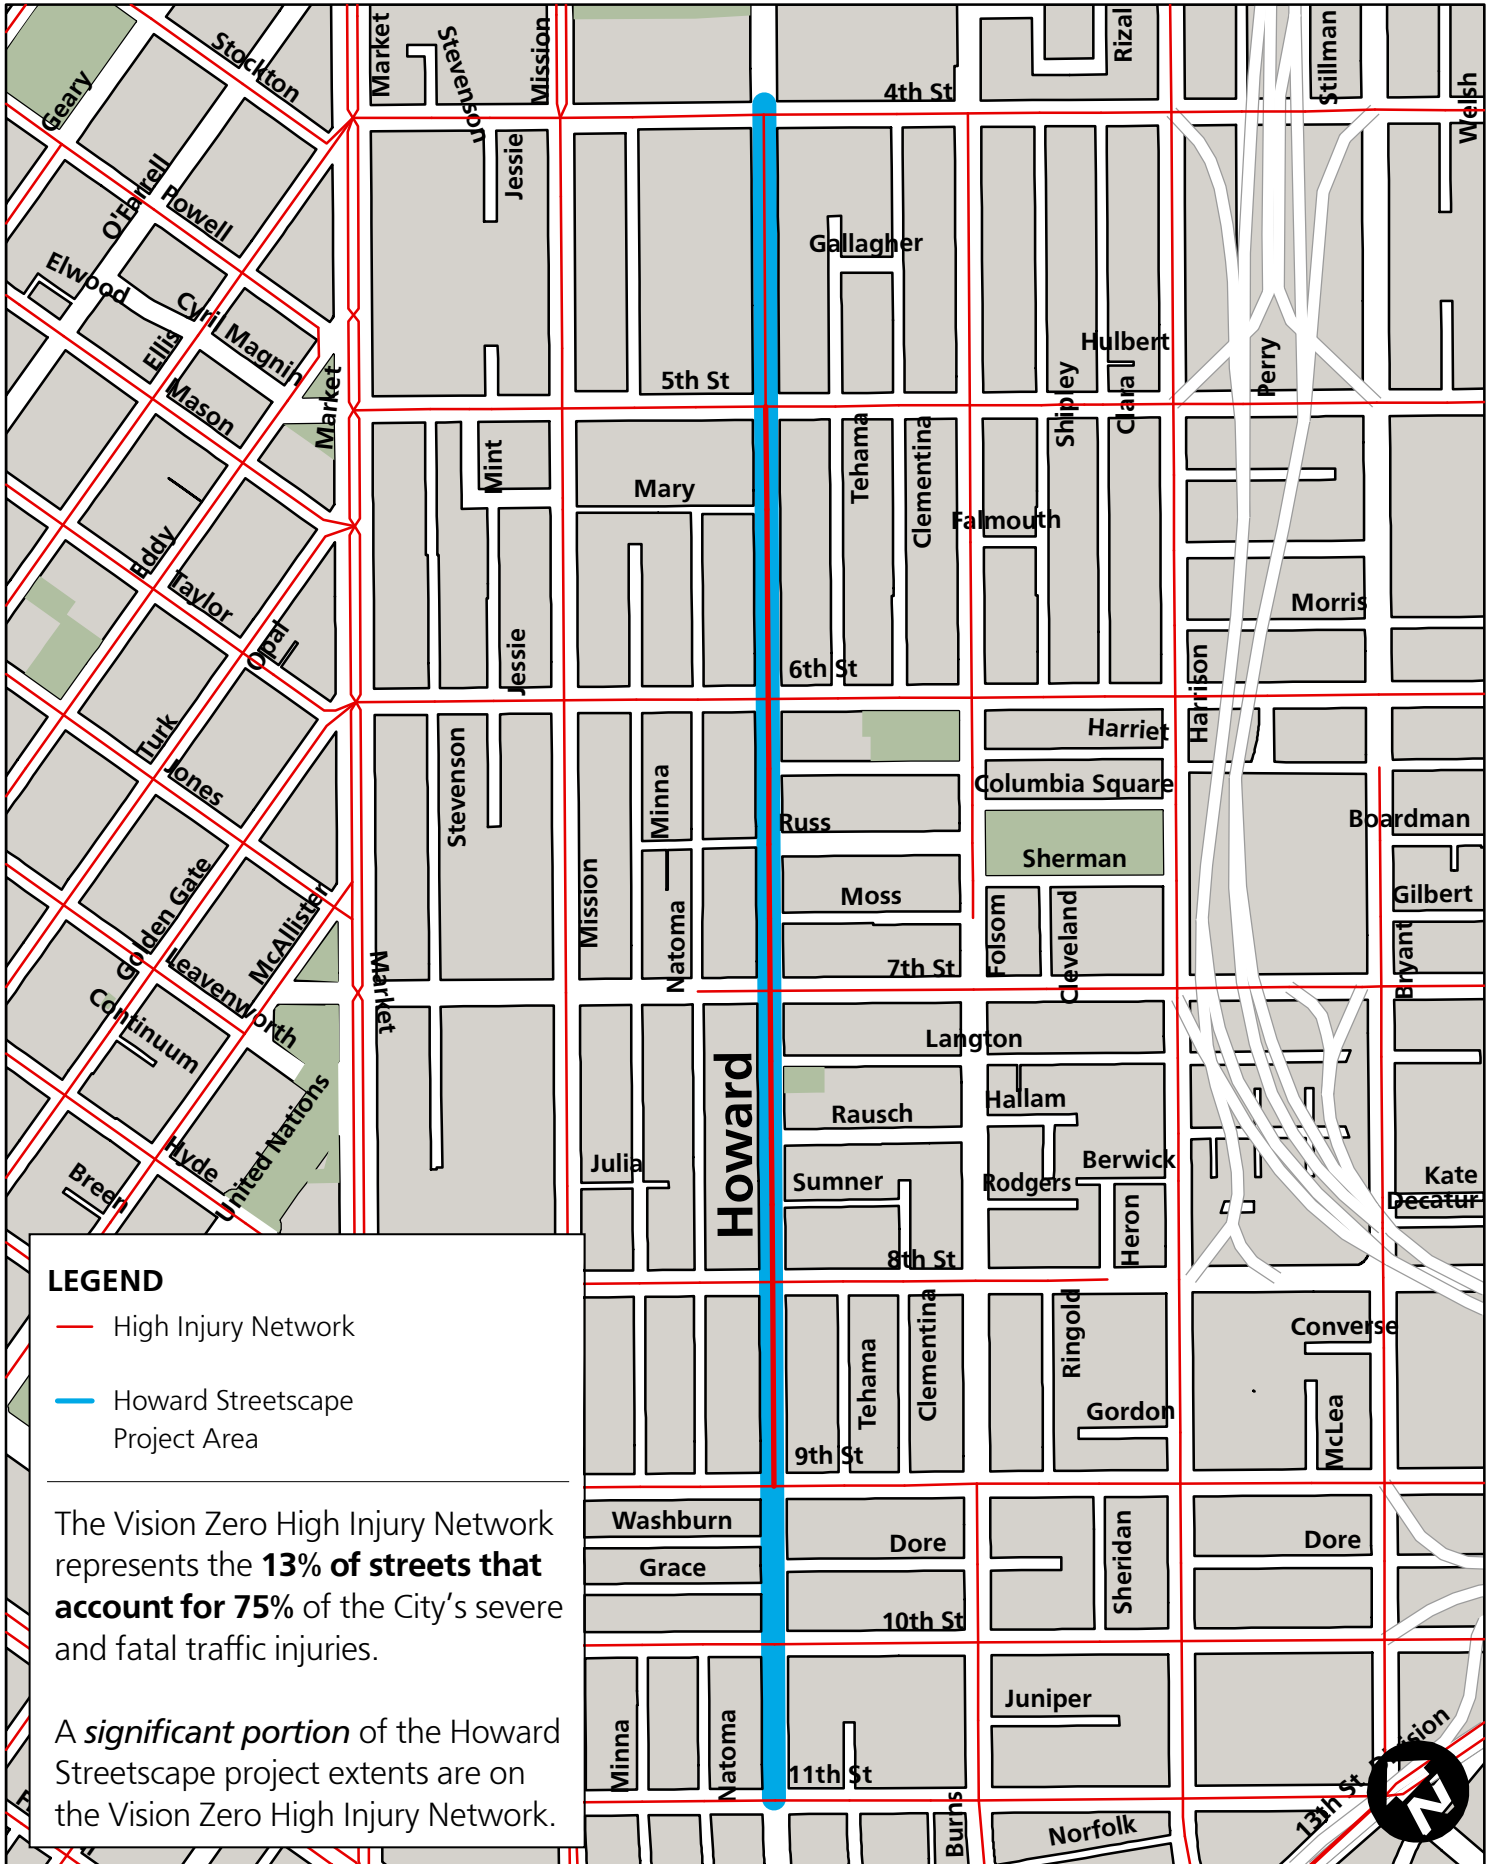 Market
Stevenson
Mission
Rizal
Stillman
Welsh
Stockton
Geary
4th St
Jessie
O'Farrell
Powell
Gallagher
Elwood
Cyril Magnin
Ellis
Hulbert
Perry
5th St
Shipley
Clara
Market
Mason
Mint
Mary
Tehama
Clementina
Falmouth
Eddy
Taylor
Morris
Opal
Jessie
6th St
Harrison
Turk
Jones
Stevenson
Minna
Harriet
Columbia Square
Russ
Boardman
Sherman
Golden Gate
McAllister
Mission
Natoma
Moss
Folsom
Cleveland
Gilbert
Leavenworth
Market
7th St
Bryant
Continuum
Langton
United Nations
Howard
Hallam
Rausch
Hyde
Julia
Berwick
Breen
Sumner
Rodgers
Kate
Decatur
Heron
8th St
LEGEND
High Injury Network
Howard Streetscape
Project Area
The Vision Zero High Injury Network
represents the 13% of streets that
account for 75% of the City's severe
and fatal traffic injuries.
A significant portion of the Howard
Streetscape project extents are on
the Vision Zero High Injury Network.
Tehama
Clementina
Ringold
Converse
Gordon
McLea
9th St
Washburn
Dore
Sheridan
Dore
Grace
10th St
Minna
Natoma
Juniper
11th St
Burns
Norfolk
13th St
Division
N